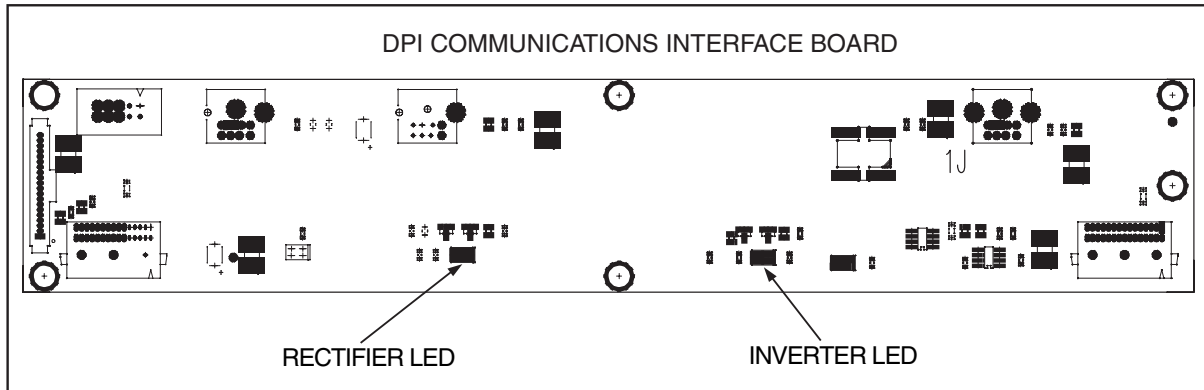 DPI COMMUNICATIONS INTERFACE BOARD
1J
RECTIFIER LED
INVERTER LED